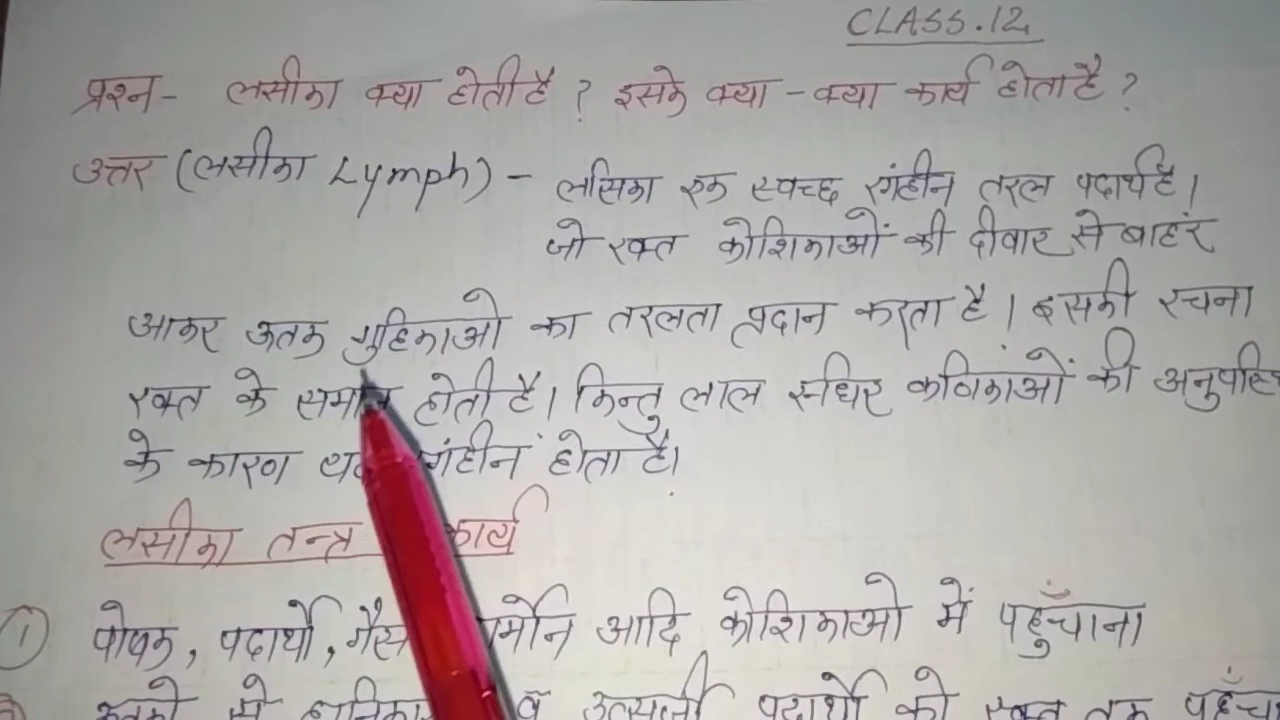 CLASS.12
प्रश्न- लसीका क्या होती है ? इसके क्या-क्या कार्य होता है ?
उत्तर (लसीका Lymph) - लसिका एक स्वच्छ रंगहीन तरल पदार्थ है।
जो रक्त कोशिकाओं की दीवार से बाहर
आकर ऊतक गुहिकाओ का तरलता प्रदान करता है। इसकी रचना
रक्त के समान होती है। किन्तु लाल रूधिर कणिकाओं की
के कारण होता है।
लसीका तन्त्र कार्य
① पोषक, पदार्थो, गैस आदि कोशिकाओ में पहुँचाना
ऊतको से व उत्सर्जी पदार्थो को रक्त तक